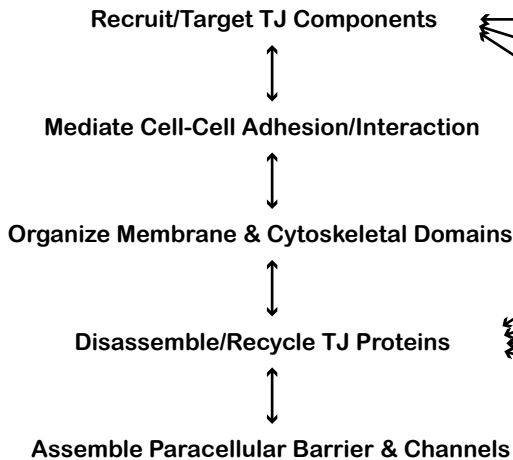 Recruit/Target TJ Components
Mediate Cell-Cell Adhesion/Interaction
Organize Membrane & Cytoskeletal Domains
Disassemble/Recycle TJ Proteins
Assemble Paracellular Barrier & Channels